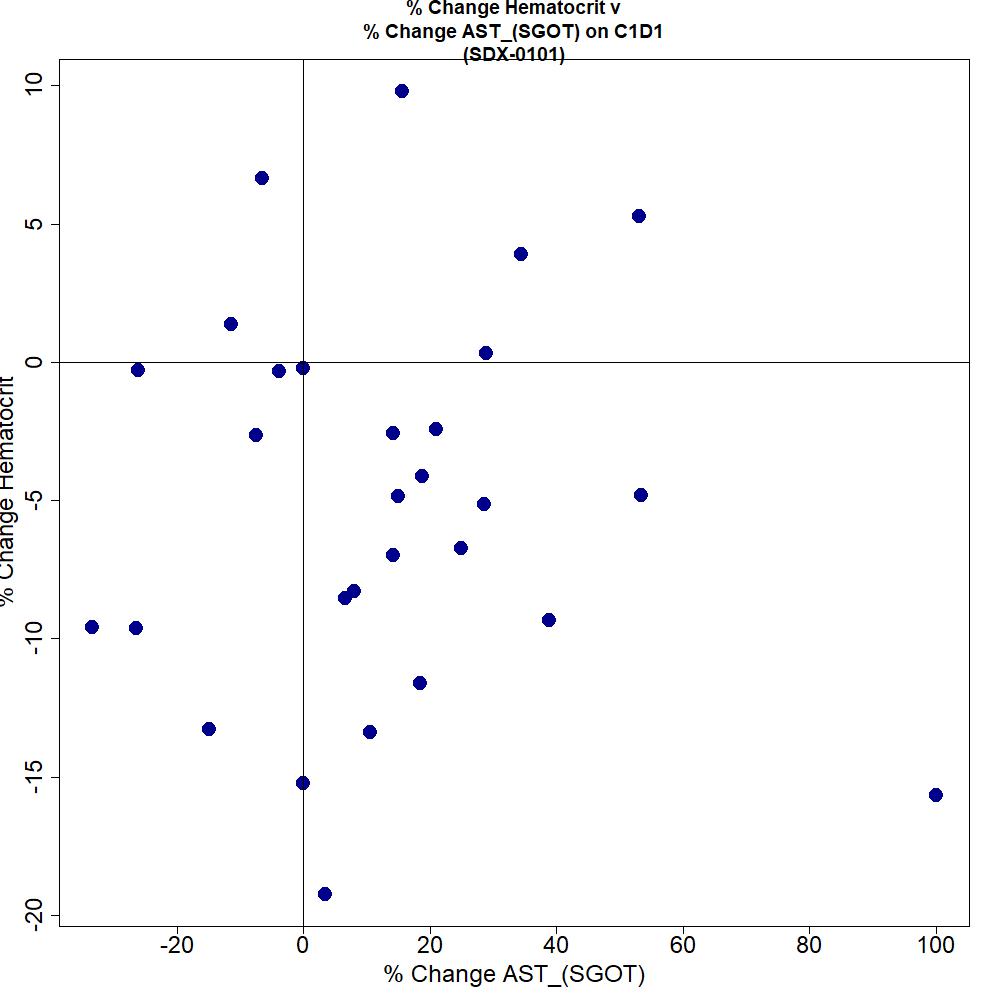 % Change Hematocrit v
% Change AST_(SGOT) on C1D1
(SDX-0101)
% Change Hematocrit
10
5
0
-5
-10
-15
-20
-20 0 20 40 60 80 100
% Change AST_(SGOT)